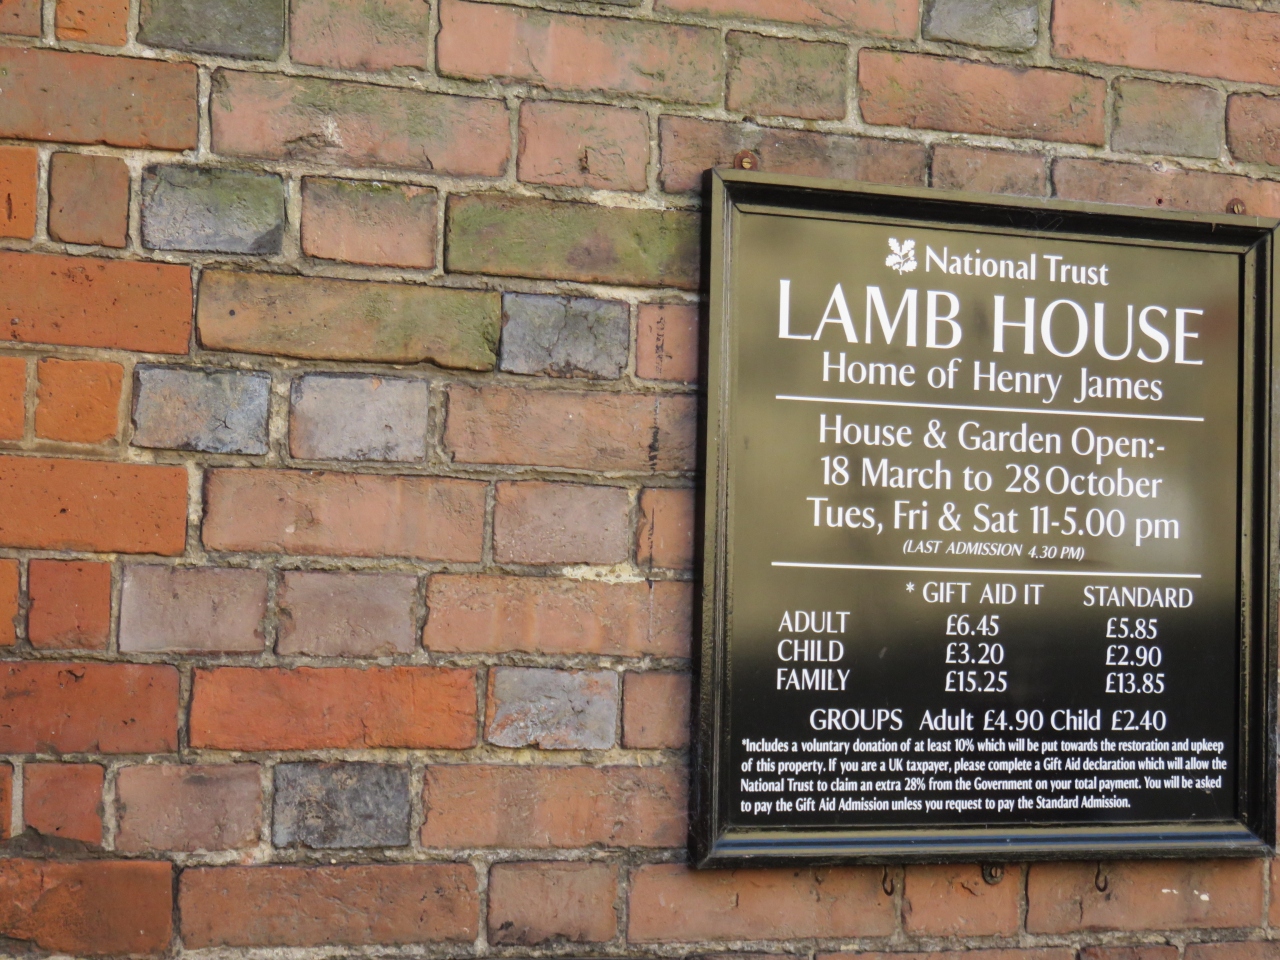 National Trust
LAMB HOUSE
Home of Henry James
House & Garden Open:-
18 March to 28 October
Tues, Fri & Sat 11-5.00 pm
(LAST ADMISSION 4.30 PM)
* GIFT AID IT STANDARD
ADULT £6.45 £5.85
CHILD £3.20 £2.90
FAMILY £15.25 £13.85
GROUPS Adult £4.90 Child £2.40
*Includes a voluntary donation of at least 10% which will be put towards the restoration and upkeep
of this property. If you are a UK taxpayer, please complete a Gift Aid declaration which will allow the
National Trust to claim an extra 28% from the Government on your total payment. You will be asked
to pay the Gift Aid Admission unless you request to pay the Standard Admission.